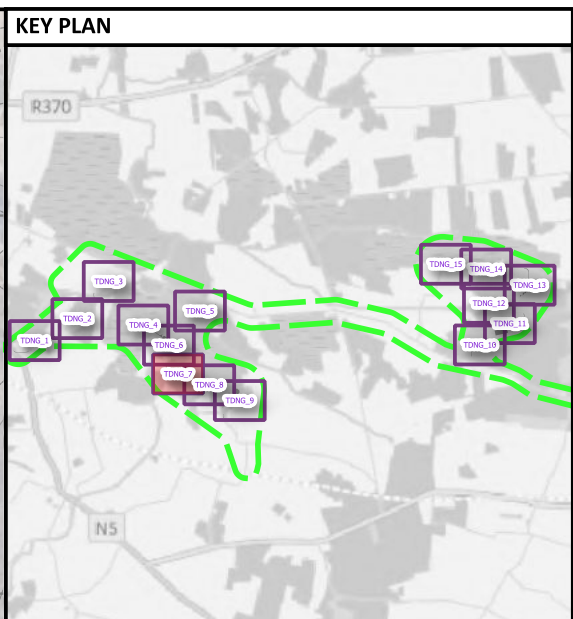 KEY PLAN
R370
TDNG_15
TDNG_14
TDNG_3
TDNG_13
TDNG_12
TDNG_5
TDNG_2
TDNG_4
TDNG_11
TDNG_1
TDNG_6
TDNG_10
TDNG_7
TDNG_8
TDNG_9
N5